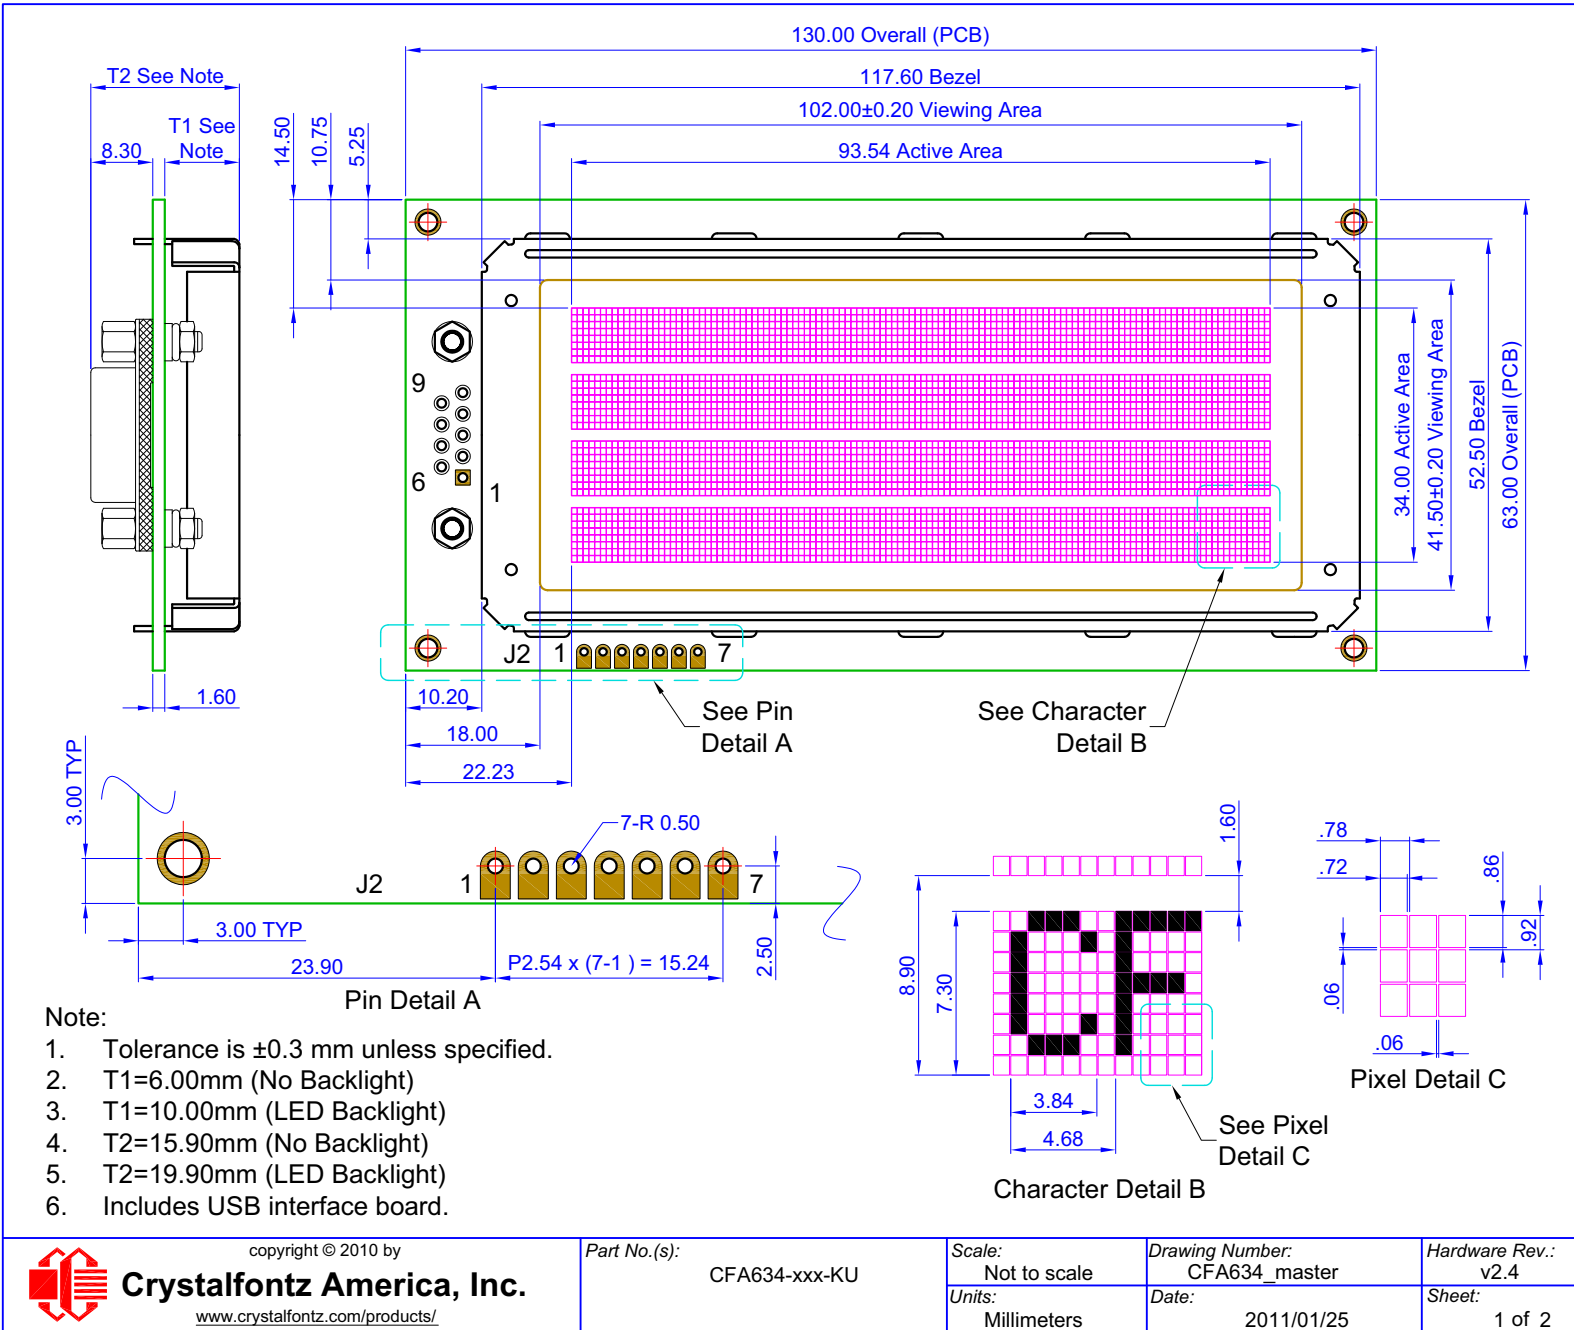 130.00 Overall (PCB)
T2 See Note
117.60 Bezel
102.00±0.20 Viewing Area
T1 See
Note
8.30
14.50
10.75
5.25
93.54 Active Area
9
6
1
34.00 Active Area
41.50±0.20 Viewing Area
52.50 Bezel
63.00 Overall (PCB)
J2
1
7
1.60
10.20
18.00
22.23
See Pin
Detail A
See Character
Detail B
3.00 TYP
7-R 0.50
J2
1
7
3.00 TYP
23.90
P2.54 x (7-1 ) = 15.24
2.50
Pin Detail A
1.60
8.90
7.30
3.84
4.68
See Pixel
Detail C
Character Detail B
.78
.72
.86
.92
.06
.06
Pixel Detail C
Note:
1. Tolerance is ±0.3 mm unless specified.
2. T1=6.00mm (No Backlight)
3. T1=10.00mm (LED Backlight)
4. T2=15.90mm (No Backlight)
5. T2=19.90mm (LED Backlight)
6. Includes USB interface board.
copyright © 2010 by
Crystalfontz America, Inc.
www.crystalfontz.com/products/
Part No.(s):
CFA634-xxx-KU
Scale:
Not to scale
Drawing Number:
CFA634_master
Hardware Rev.:
v2.4
Units:
Millimeters
Date:
2011/01/25
Sheet:
1 of 2